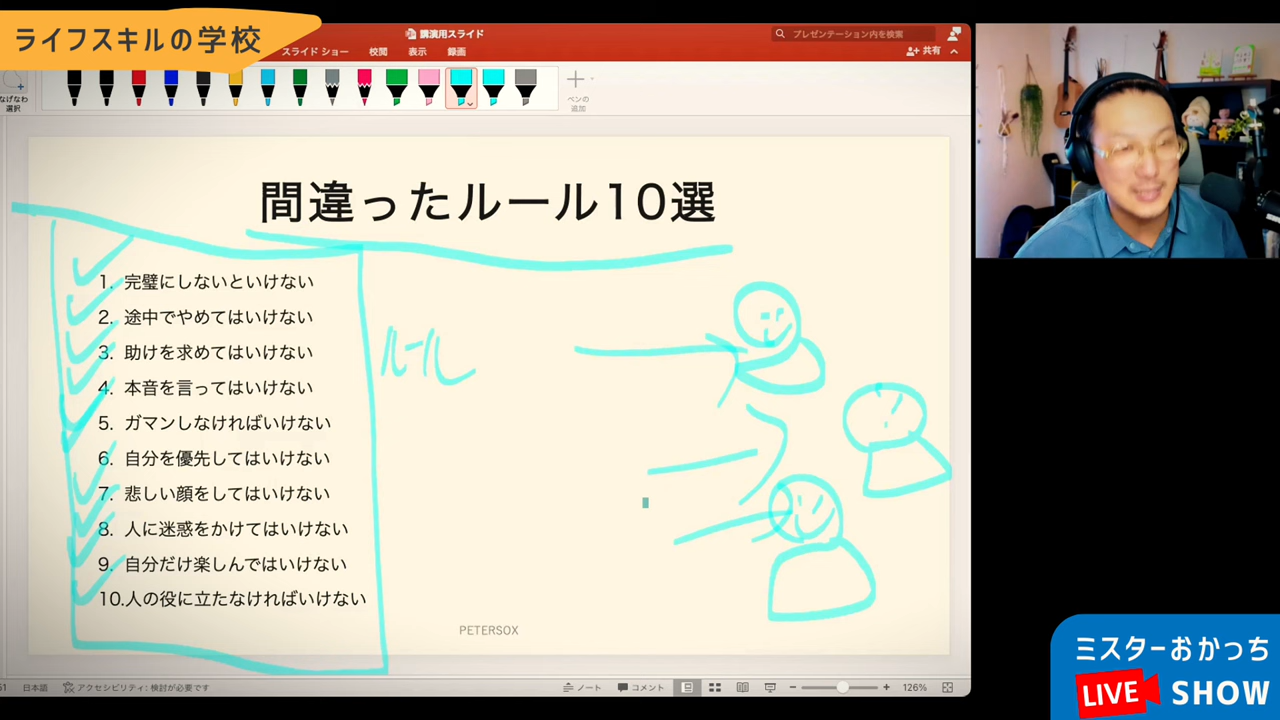 ライフスキルの学校
講演用スライド
プレゼンテーション内を検索
スライド ショー 校閲 表示 録画
共有
なげなわ
選択
ペンの
追加
間違ったルール10選
1. 完璧にしないといけない
2. 途中でやめてはいけない
3. 助けを求めてはいけない
4. 本音を言ってはいけない
5. ガマンしなければいけない
6. 自分を優先してはいけない
7. 悲しい顔をしてはいけない
8. 人に迷惑をかけてはいけない
9. 自分だけ楽しんではいけない
10.人の役に立たなければいけない
ルール
PETERSOX
51 日本語 アクセシビリティ: 検討が必要です ノート コメント 126%
ミスターおかっち
LIVE SHOW